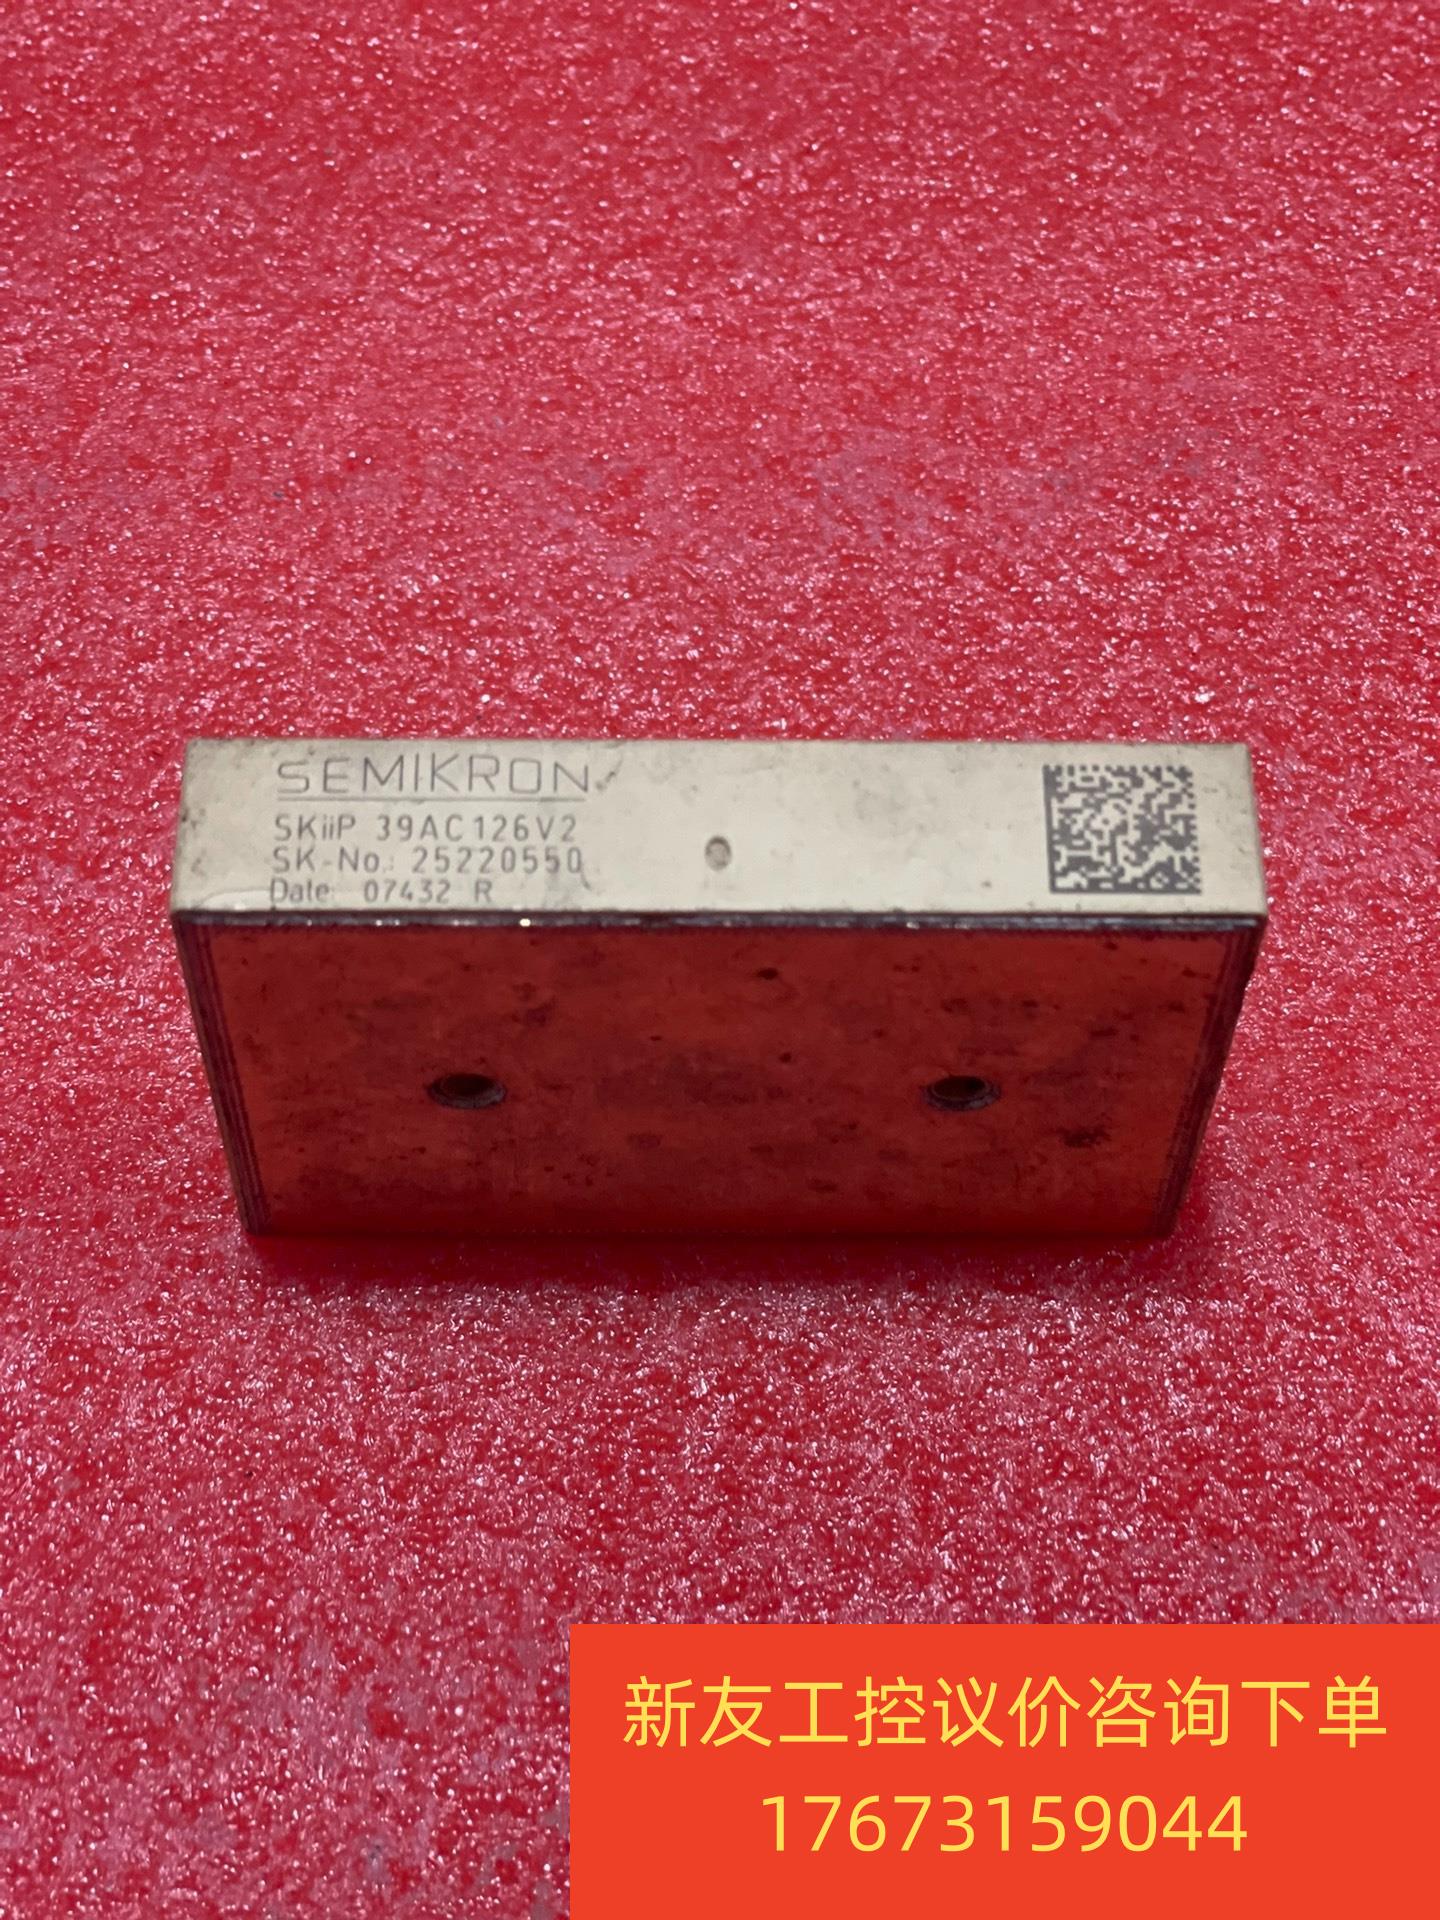 SEMIKRON
SKiiP 39AC126V2
SK-No.: 25220550
Date: 07432 R
新友工控议价咨询下单
17673159044